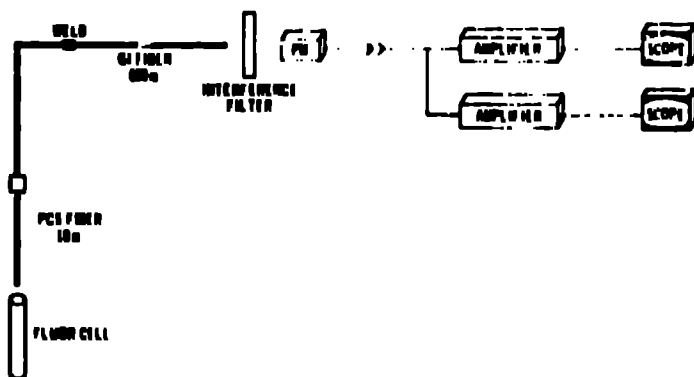 WELD
GI FIBER
INTERFERENCE
FILTER
PM
AMPLIFIER
SCOPE
AMPLIFIER
SCOPE
PCS FIBER
FLUOR CELL